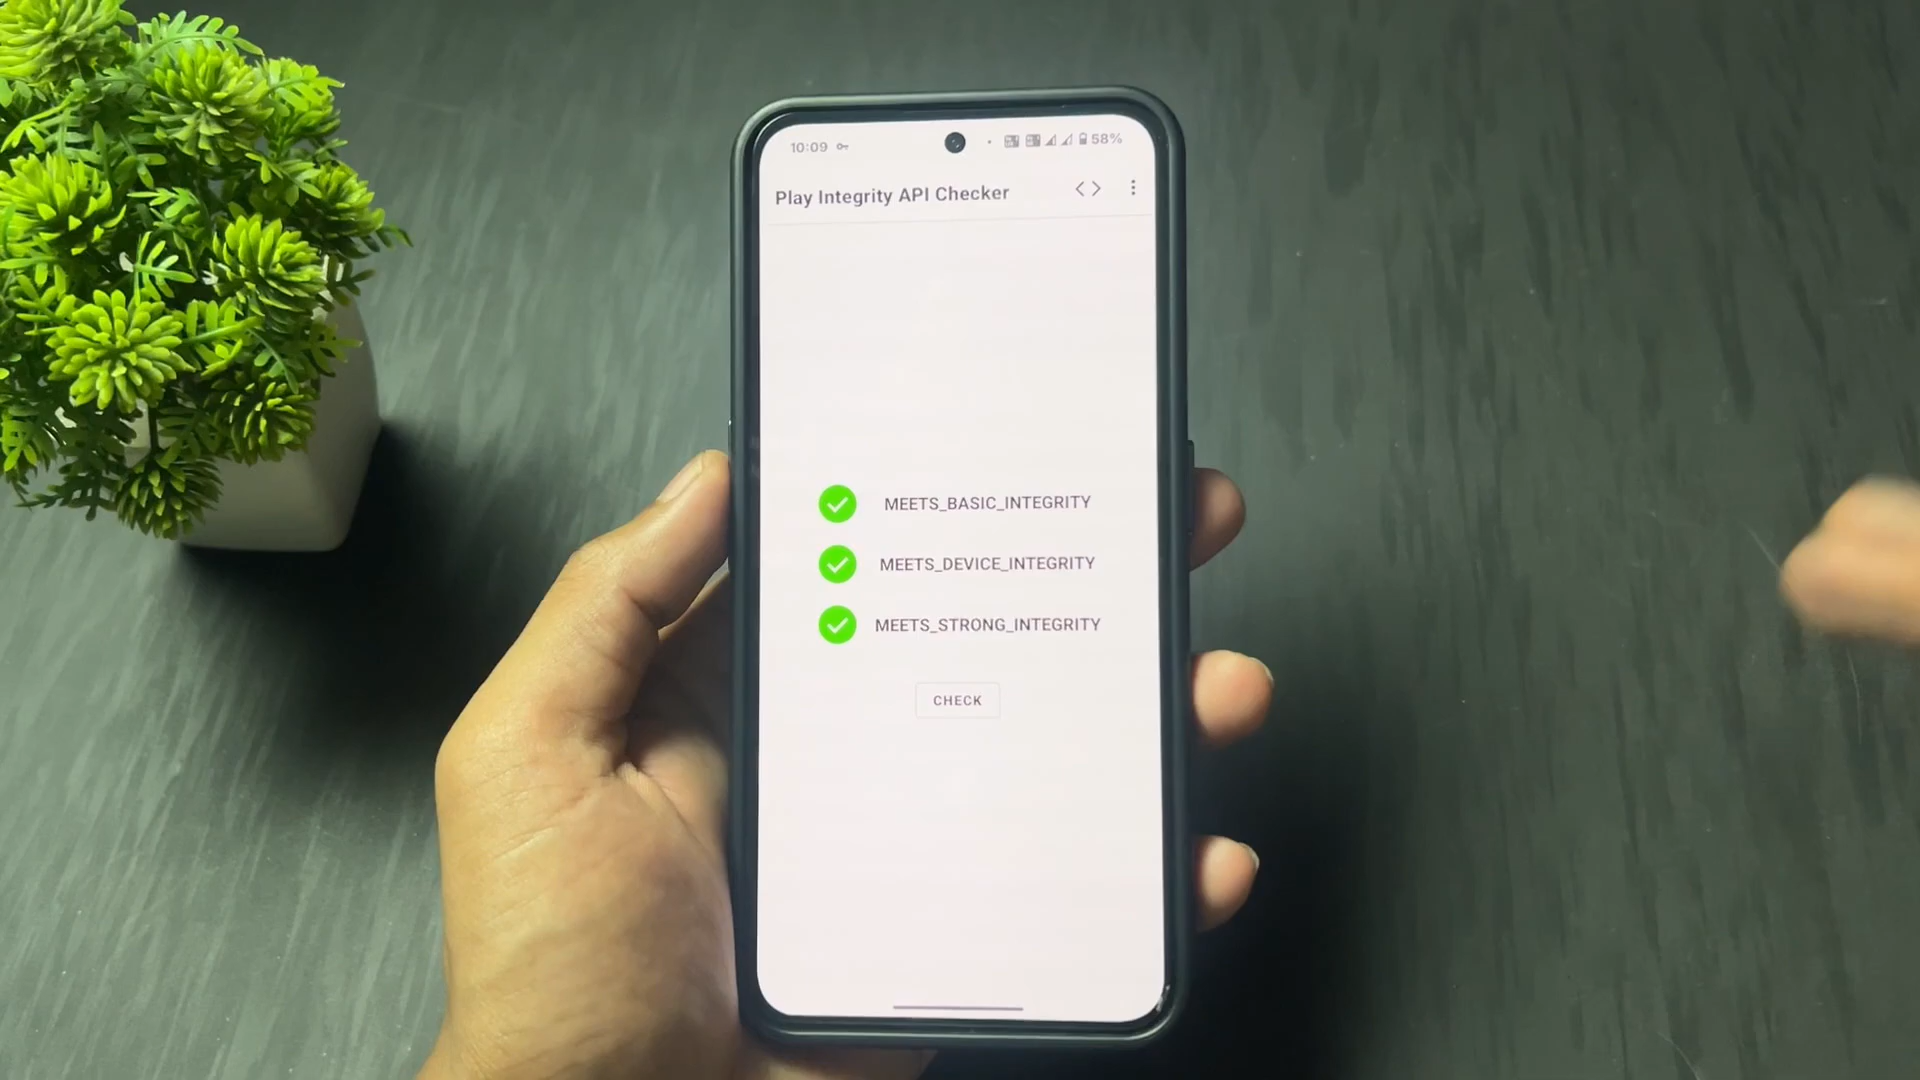 10:09
58%
Play Integrity API Checker
MEETS_BASIC_INTEGRITY
MEETS_DEVICE_INTEGRITY
MEETS_STRONG_INTEGRITY
CHECK